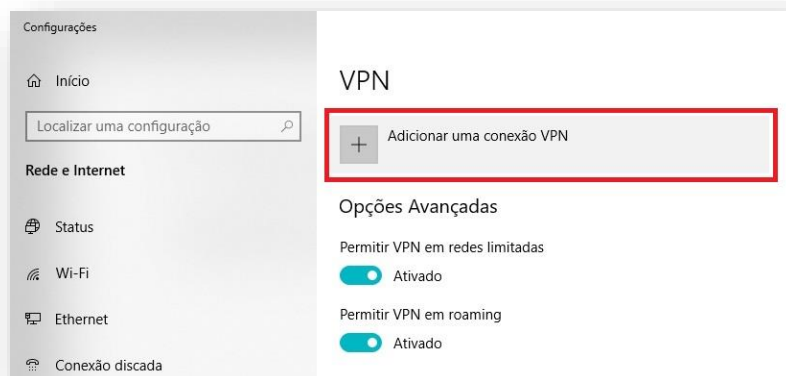 Configurações
Início
Localizar uma configuração
Rede e Internet
Status
Wi-Fi
Ethernet
Conexão discada
VPN
Adicionar uma conexão VPN
Opções Avançadas
Permitir VPN em redes limitadas
Ativado
Permitir VPN em roaming
Ativado